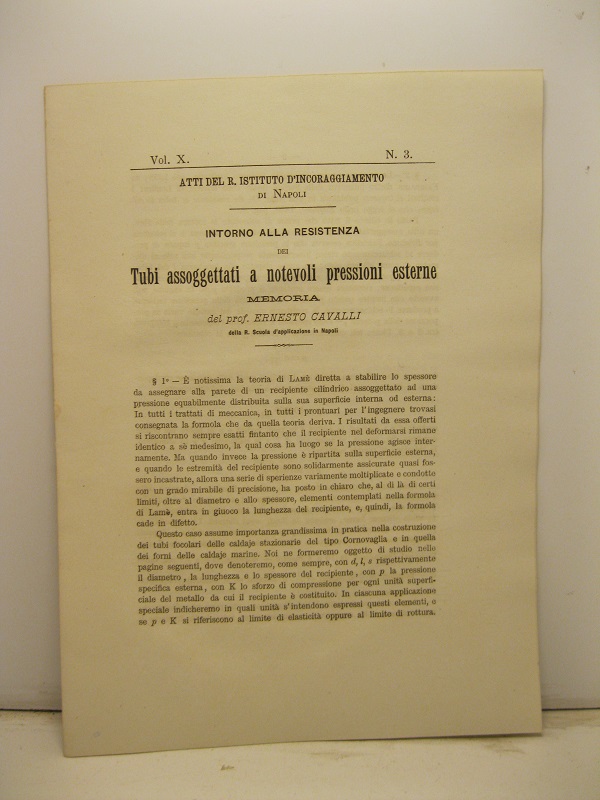 Vol. X.
N. 3.
ATTI DEL R. ISTITUTO D'INCORAGGIAMENTO
DI NAPOLI
INTORNO ALLA RESISTENZA
DEI
Tubi assoggettati a notevoli pressioni esterne
MEMORIA
del prof. ERNESTO CAVALLI
della R. Scuola d'applicazione in Napoli
§ 1º — È notissima la teoria di LAMÈ diretta a stabilire lo spessore
da assegnare alla parete di un recipiente cilindrico assoggettato ad una
pressione equabilmente distribuita sulla sua superficie interna od esterna:
In tutti i trattati di meccanica, in tutti i prontuari per l'ingegnere trovasi
consegnata la formola che da quella teoria deriva. I risultati da essa offerti
si riscontrano sempre esatti fintanto che il recipiente nel deformarsi rimane
identico a sè medesimo, la qual cosa ha luogo se la pressione agisce inter-
namente. Ma quando invece la pressione è ripartita sulla superficie esterna,
e quando le estremità del recipiente sono solidarmente assicurate quasi fos-
sero incastrate, allora una serie di sperienze variamente moltiplicate e condotte
con un grado mirabile di precisione, ha posto in chiaro che, al di là di certi
limiti, oltre al diametro e allo spessore, elementi contemplati nella formola
di Lamè, entra in giuoco la lunghezza del recipiente, e, quindi, la formola
cade in difetto.
Questo caso assume importanza grandissima in pratica nella costruzione
dei tubi focolari delle caldaje stazionarie del tipo Cornovaglia e in quella
dei forni delle caldaje marine. Noi ne formeremo oggetto di studio nelle
pagine seguenti, dove denoteremo, come sempre, con d, l, s rispettivamente
il diametro, la lunghezza e lo spessore del recipiente, con p la pressione
specifica esterna, con K lo sforzo di compressione per ogni unità superfi-
ciale del metallo da cui il recipiente è costituito. In ciascuna applicazione
speciale indicheremo in quali unità s'intendono espressi questi elementi, e
se p e K si riferiscono al limite di elasticità oppure al limite di rottura.